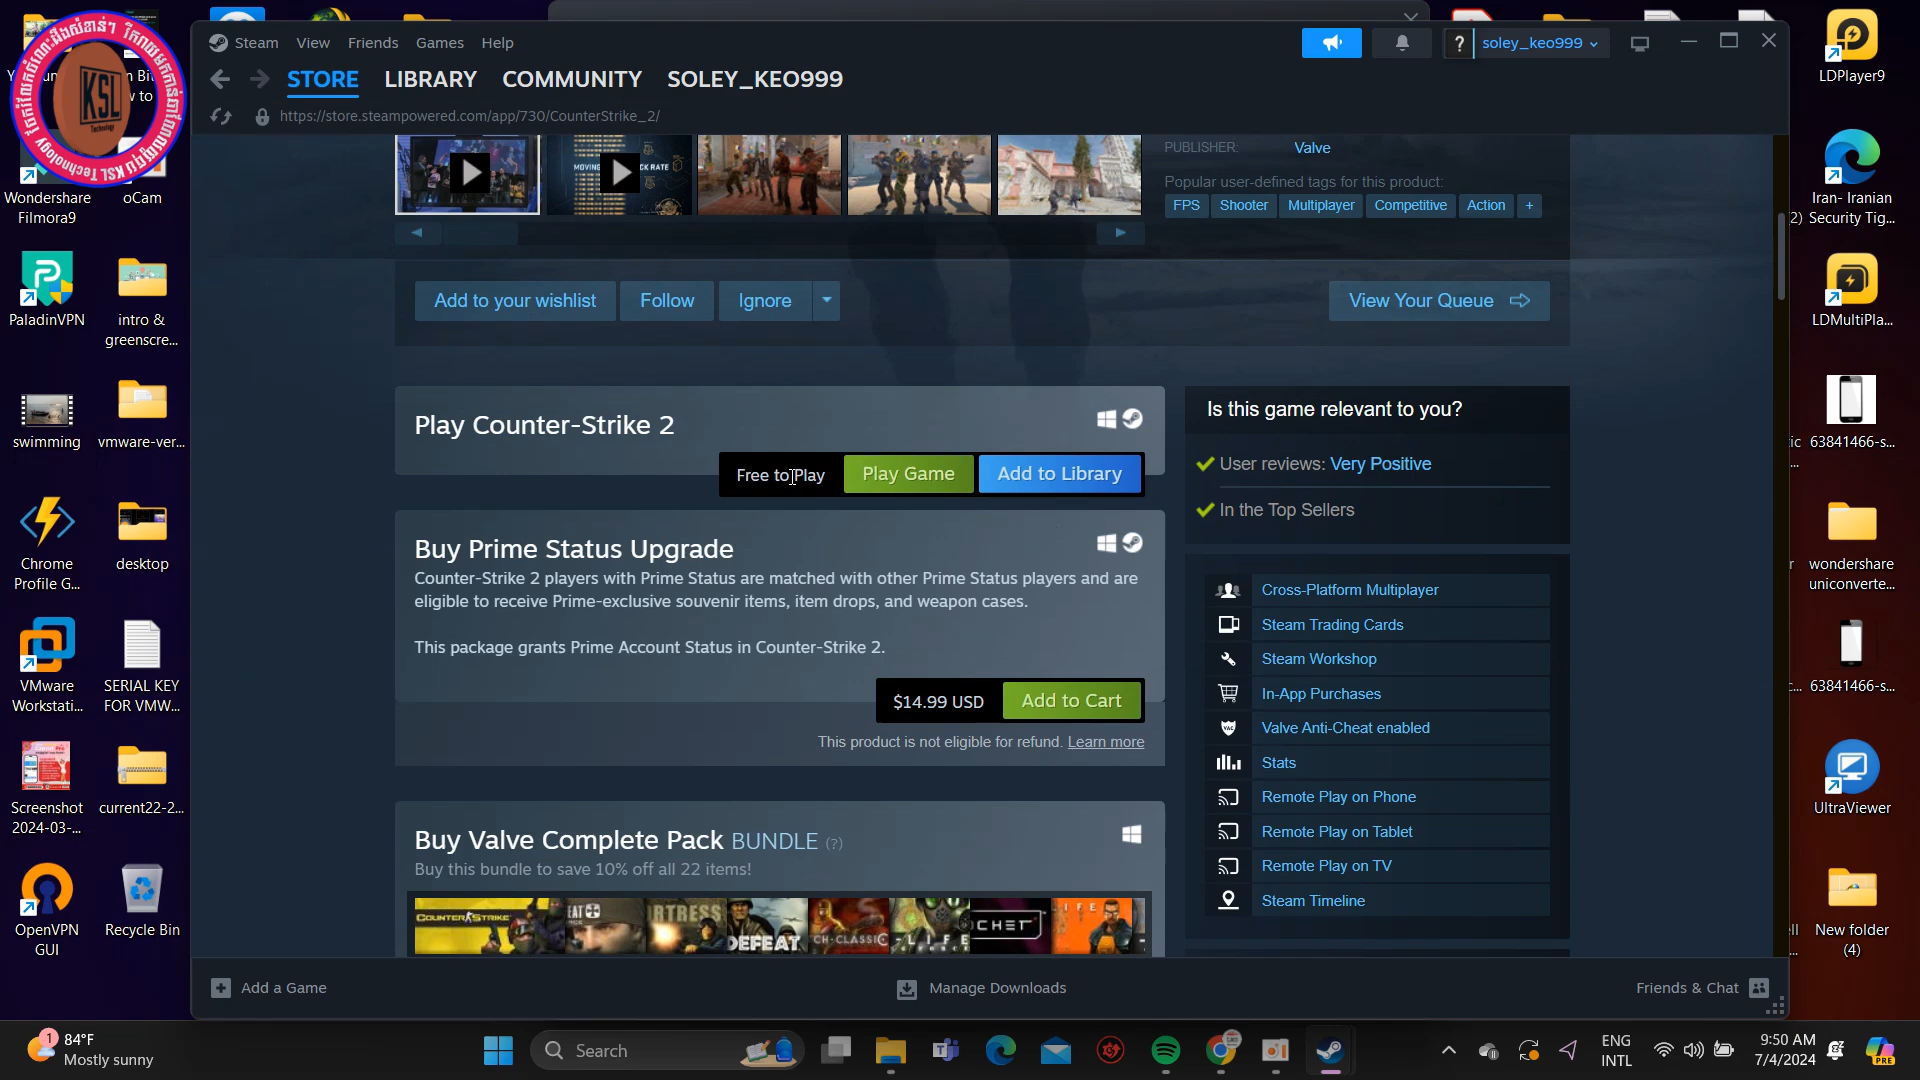 Steam View Friends Games Help
soley_keo999
STORE LIBRARY COMMUNITY SOLEY_KEO999
https://store.steampowered.com/app/730/CounterStrike_2/
PUBLISHER: Valve
Popular user-defined tags for this product:
FPS Shooter Multiplayer Competitive Action +
Add to your wishlist Follow Ignore View Your Queue
Play Counter-Strike 2
Free to Play Play Game Add to Library
Is this game relevant to you?
User reviews: Very Positive
In the Top Sellers
Buy Prime Status Upgrade
Counter-Strike 2 players with Prime Status are matched with other Prime Status players and are
eligible to receive Prime-exclusive souvenir items, item drops, and weapon cases.
This package grants Prime Account Status in Counter-Strike 2.
$14.99 USD Add to Cart
This product is not eligible for refund. Learn more
Cross-Platform Multiplayer
Steam Trading Cards
Steam Workshop
In-App Purchases
Valve Anti-Cheat enabled
Stats
Remote Play on Phone
Remote Play on Tablet
Remote Play on TV
Steam Timeline
Buy Valve Complete Pack BUNDLE (?)
Buy this bundle to save 10% off all 22 items!
Add a Game Manage Downloads Friends & Chat
KSL
Technology
Wondershare
Filmora9
oCam
PaladinVPN
intro &
greenscre...
swimming
vmware-ver...
Chrome
Profile G...
desktop
VMware
Workstati...
SERIAL KEY
FOR VMW...
Screenshot
2024-03-...
current22-2...
OpenVPN
GUI
Recycle Bin
LDPlayer9
Iran- Iranian
Security Tig...
LDMultiPla...
63841466-s...
wondershare
uniconverte...
63841466-s...
UltraViewer
New folder
(4)
84°F
Mostly sunny
Search
ENG
INTL
9:50 AM
7/4/2024